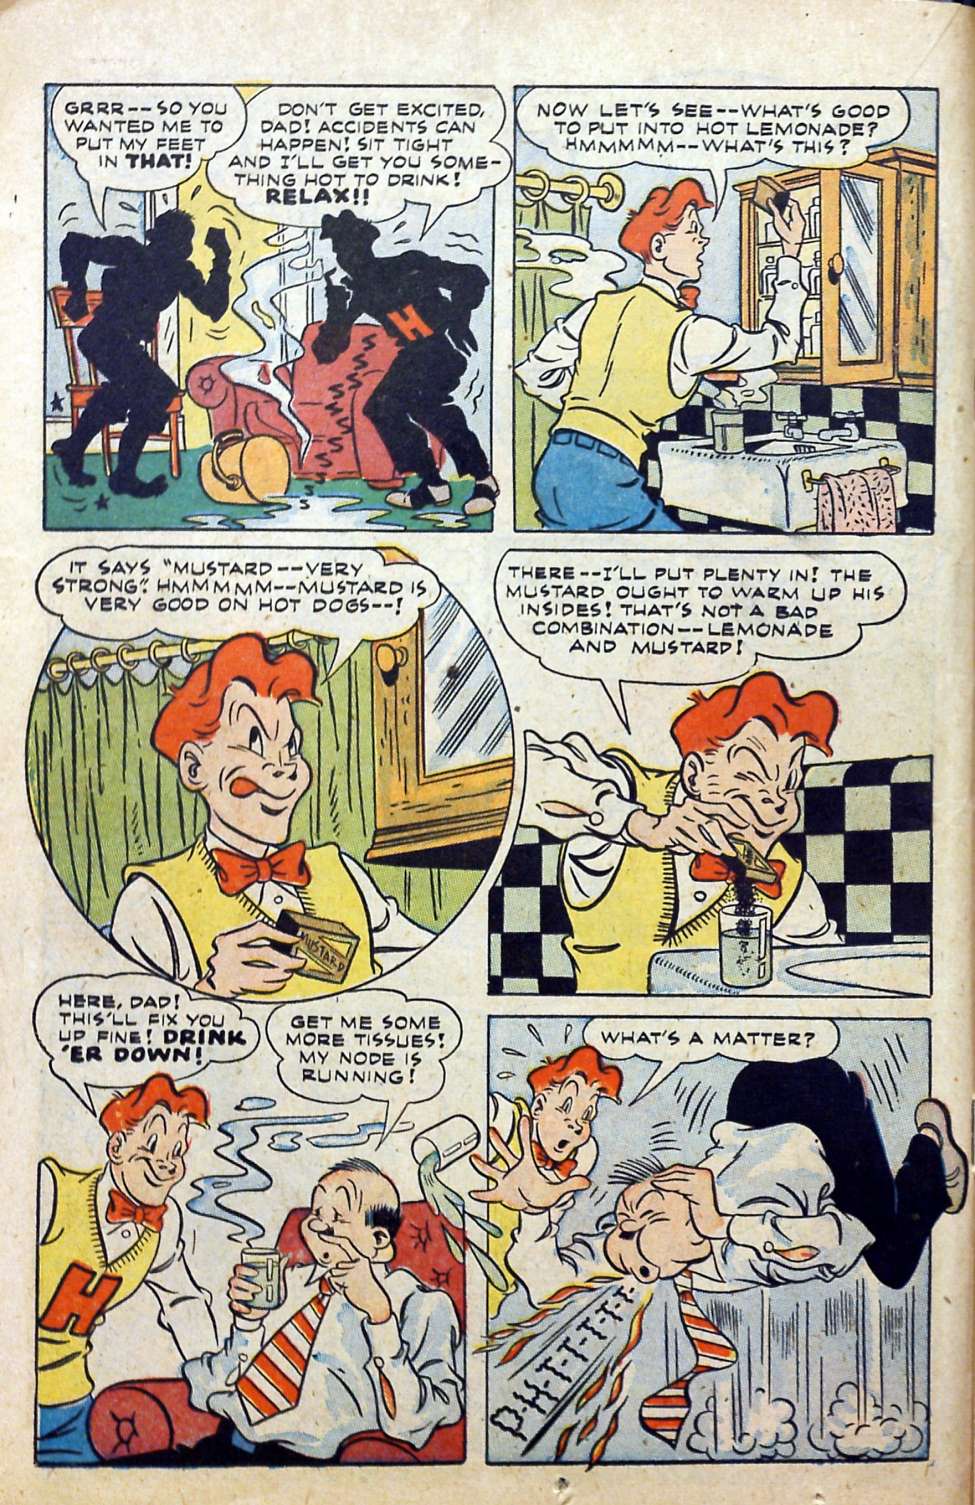 GRRR--SO YOU
WANTED ME TO
PUT MY FEET
IN THAT!
DON'T GET EXCITED,
DAD! ACCIDENTS CAN
HAPPEN! SIT TIGHT
AND I'LL GET YOU SOME-
THING HOT TO DRINK!
RELAX!!
H
NOW LET'S SEE--WHAT'S GOOD
TO PUT INTO HOT LEMONADE?
HMMMMM--WHAT'S THIS?
IT SAYS "MUSTARD--VERY
STRONG". HMMMMMM--MUSTARD IS
VERY GOOD ON HOT DOGS--!
MUSTARD
THERE--I'LL PUT PLENTY IN! THE
MUSTARD OUGHT TO WARM UP HIS
INSIDES! THAT'S NOT A BAD
COMBINATION--LEMONADE
AND MUSTARD!
HERE, DAD!
THIS'LL FIX YOU
UP FINE! DRINK
'ER DOWN!
GET ME SOME
MORE TISSUES!
MY NODE IS
RUNNING!
H
WHAT'S A MATTER?
PH-T-T-T-T-T